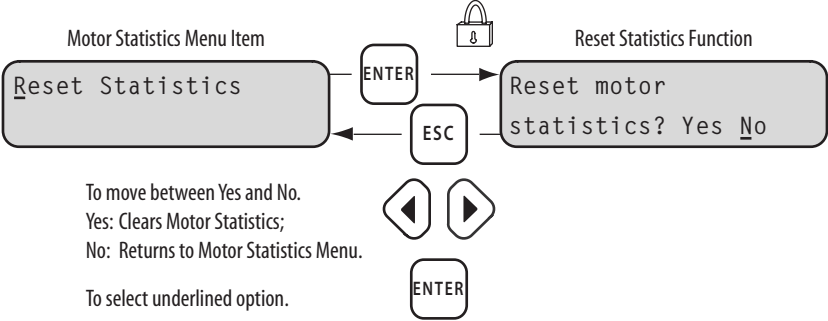 Motor Statistics Menu Item
Reset Statistics Function
Reset Statistics
ENTER
Reset motor
statistics? Yes No
ESC
To move between Yes and No.
Yes: Clears Motor Statistics;
No: Returns to Motor Statistics Menu.
To select underlined option.
ENTER